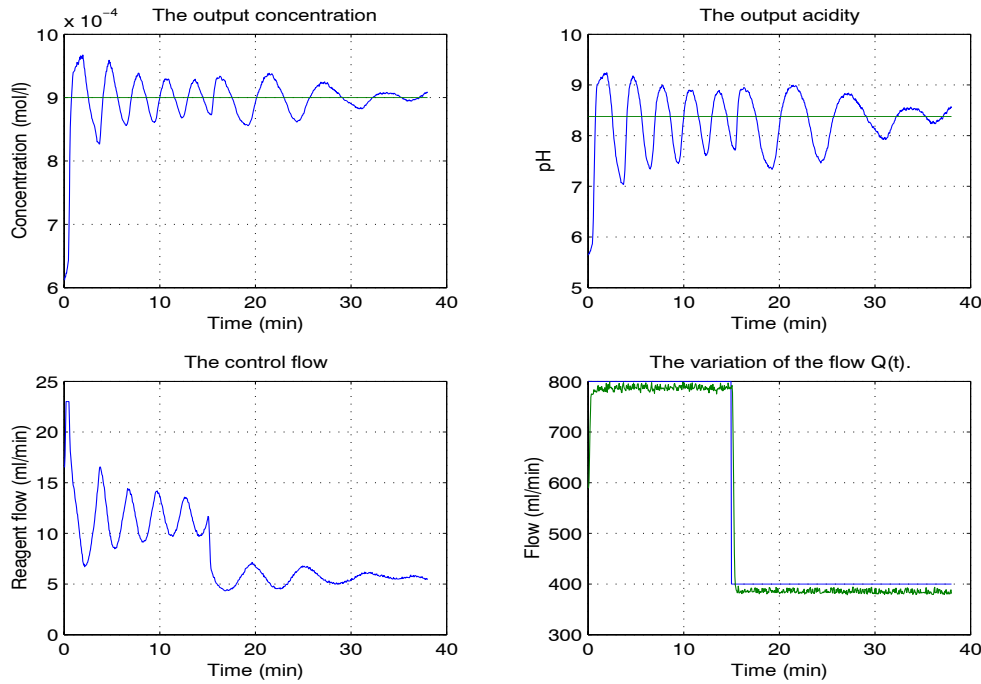 The output concentration
x 10⁻⁴
10
9
8
7
6
Concentration (mol/l)
0 10 20 30 40
Time (min)
The output acidity
10
9
8
7
6
5
pH
0 10 20 30 40
Time (min)
The control flow
25
20
15
10
5
0
Reagent flow (ml/min)
0 10 20 30 40
Time (min)
The variation of the flow Q(t).
800
700
600
500
400
300
Flow (ml/min)
0 10 20 30 40
Time (min)